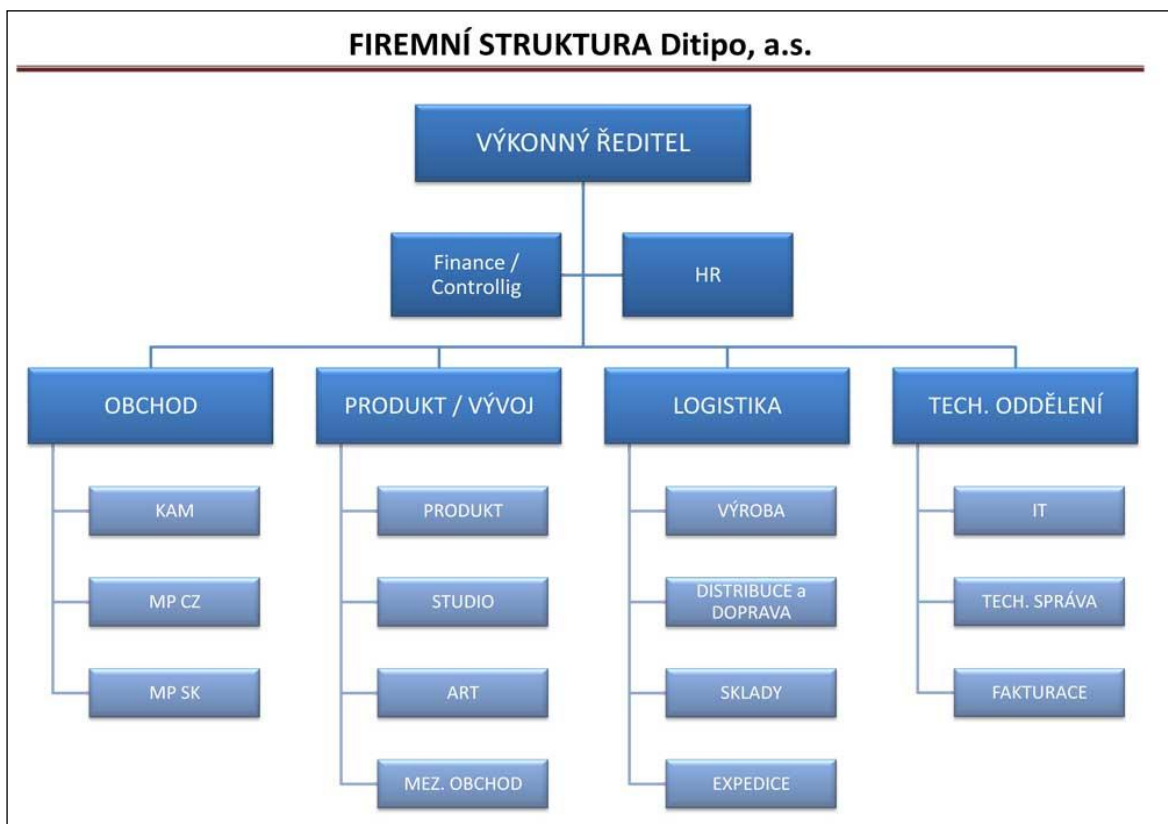 FIREMNÍ STRUKTURA Ditipo, a.s.
VÝKONNÝ ŘEDITEL
Finance /
Controllig
HR
OBCHOD
PRODUKT / VÝVOJ
LOGISTIKA
TECH. ODDĚLENÍ
KAM
PRODUKT
VÝROBA
IT
MP CZ
STUDIO
DISTRIBUCE a
DOPRAVA
TECH. SPRÁVA
MP SK
ART
SKLADY
FAKTURACE
MEZ. OBCHOD
EXPEDICE